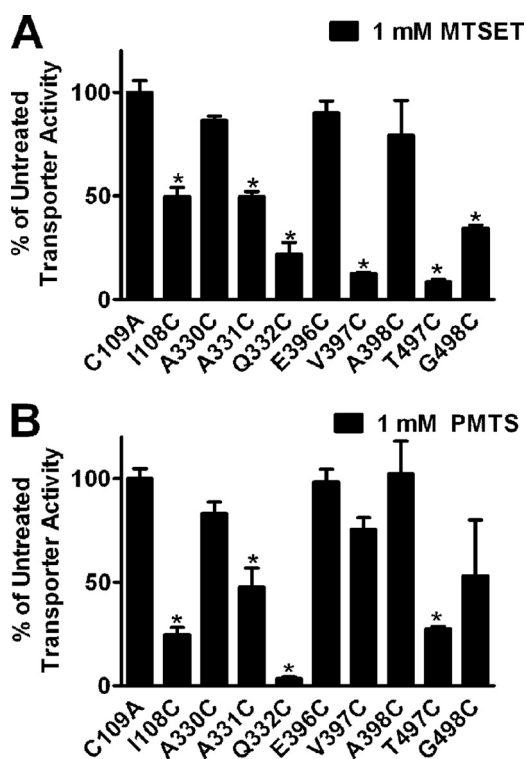 A
1 mM MTSET
% of Untreated
Transporter Activity
100
50
0
*
*
*
*
*
*
C109A
I108C
A330C
A331C
Q332C
E396C
V397C
A398C
T497C
G498C
B
1 mM PMTS
% of Untreated
Transporter Activity
100
50
0
*
*
*
*
C109A
I108C
A330C
A331C
Q332C
E396C
V397C
A398C
T497C
G498C